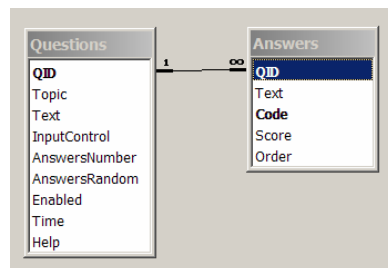 Questions
QID
Topic
Text
InputControl
AnswersNumber
AnswersRandom
Enabled
Time
Help
1 ∞
Answers
QID
Text
Code
Score
Order